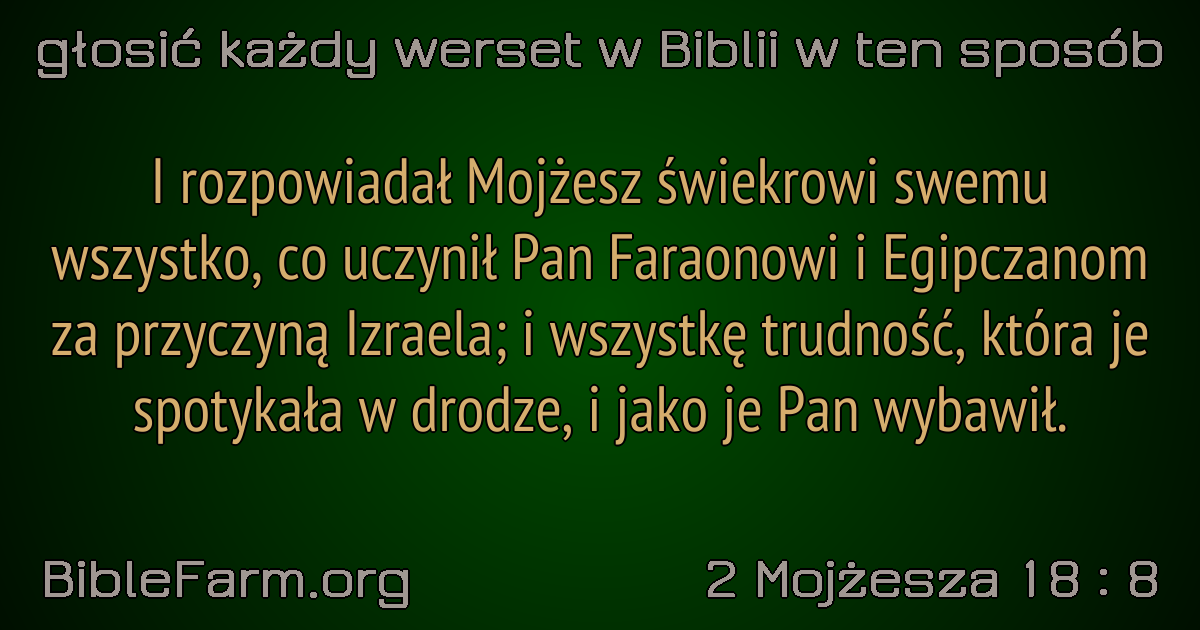 głosić każdy werset w Biblii w ten sposób
I rozpowiadał Mojżesz świekrowi swemu
wszystko, co uczynił Pan Faraonowi i Egipczanom
za przyczyną Izraela; i wszystkę trudność, która je
spotykała w drodze, i jako je Pan wybawił.
BibleFarm.org 2 Mojżesza 18 : 8